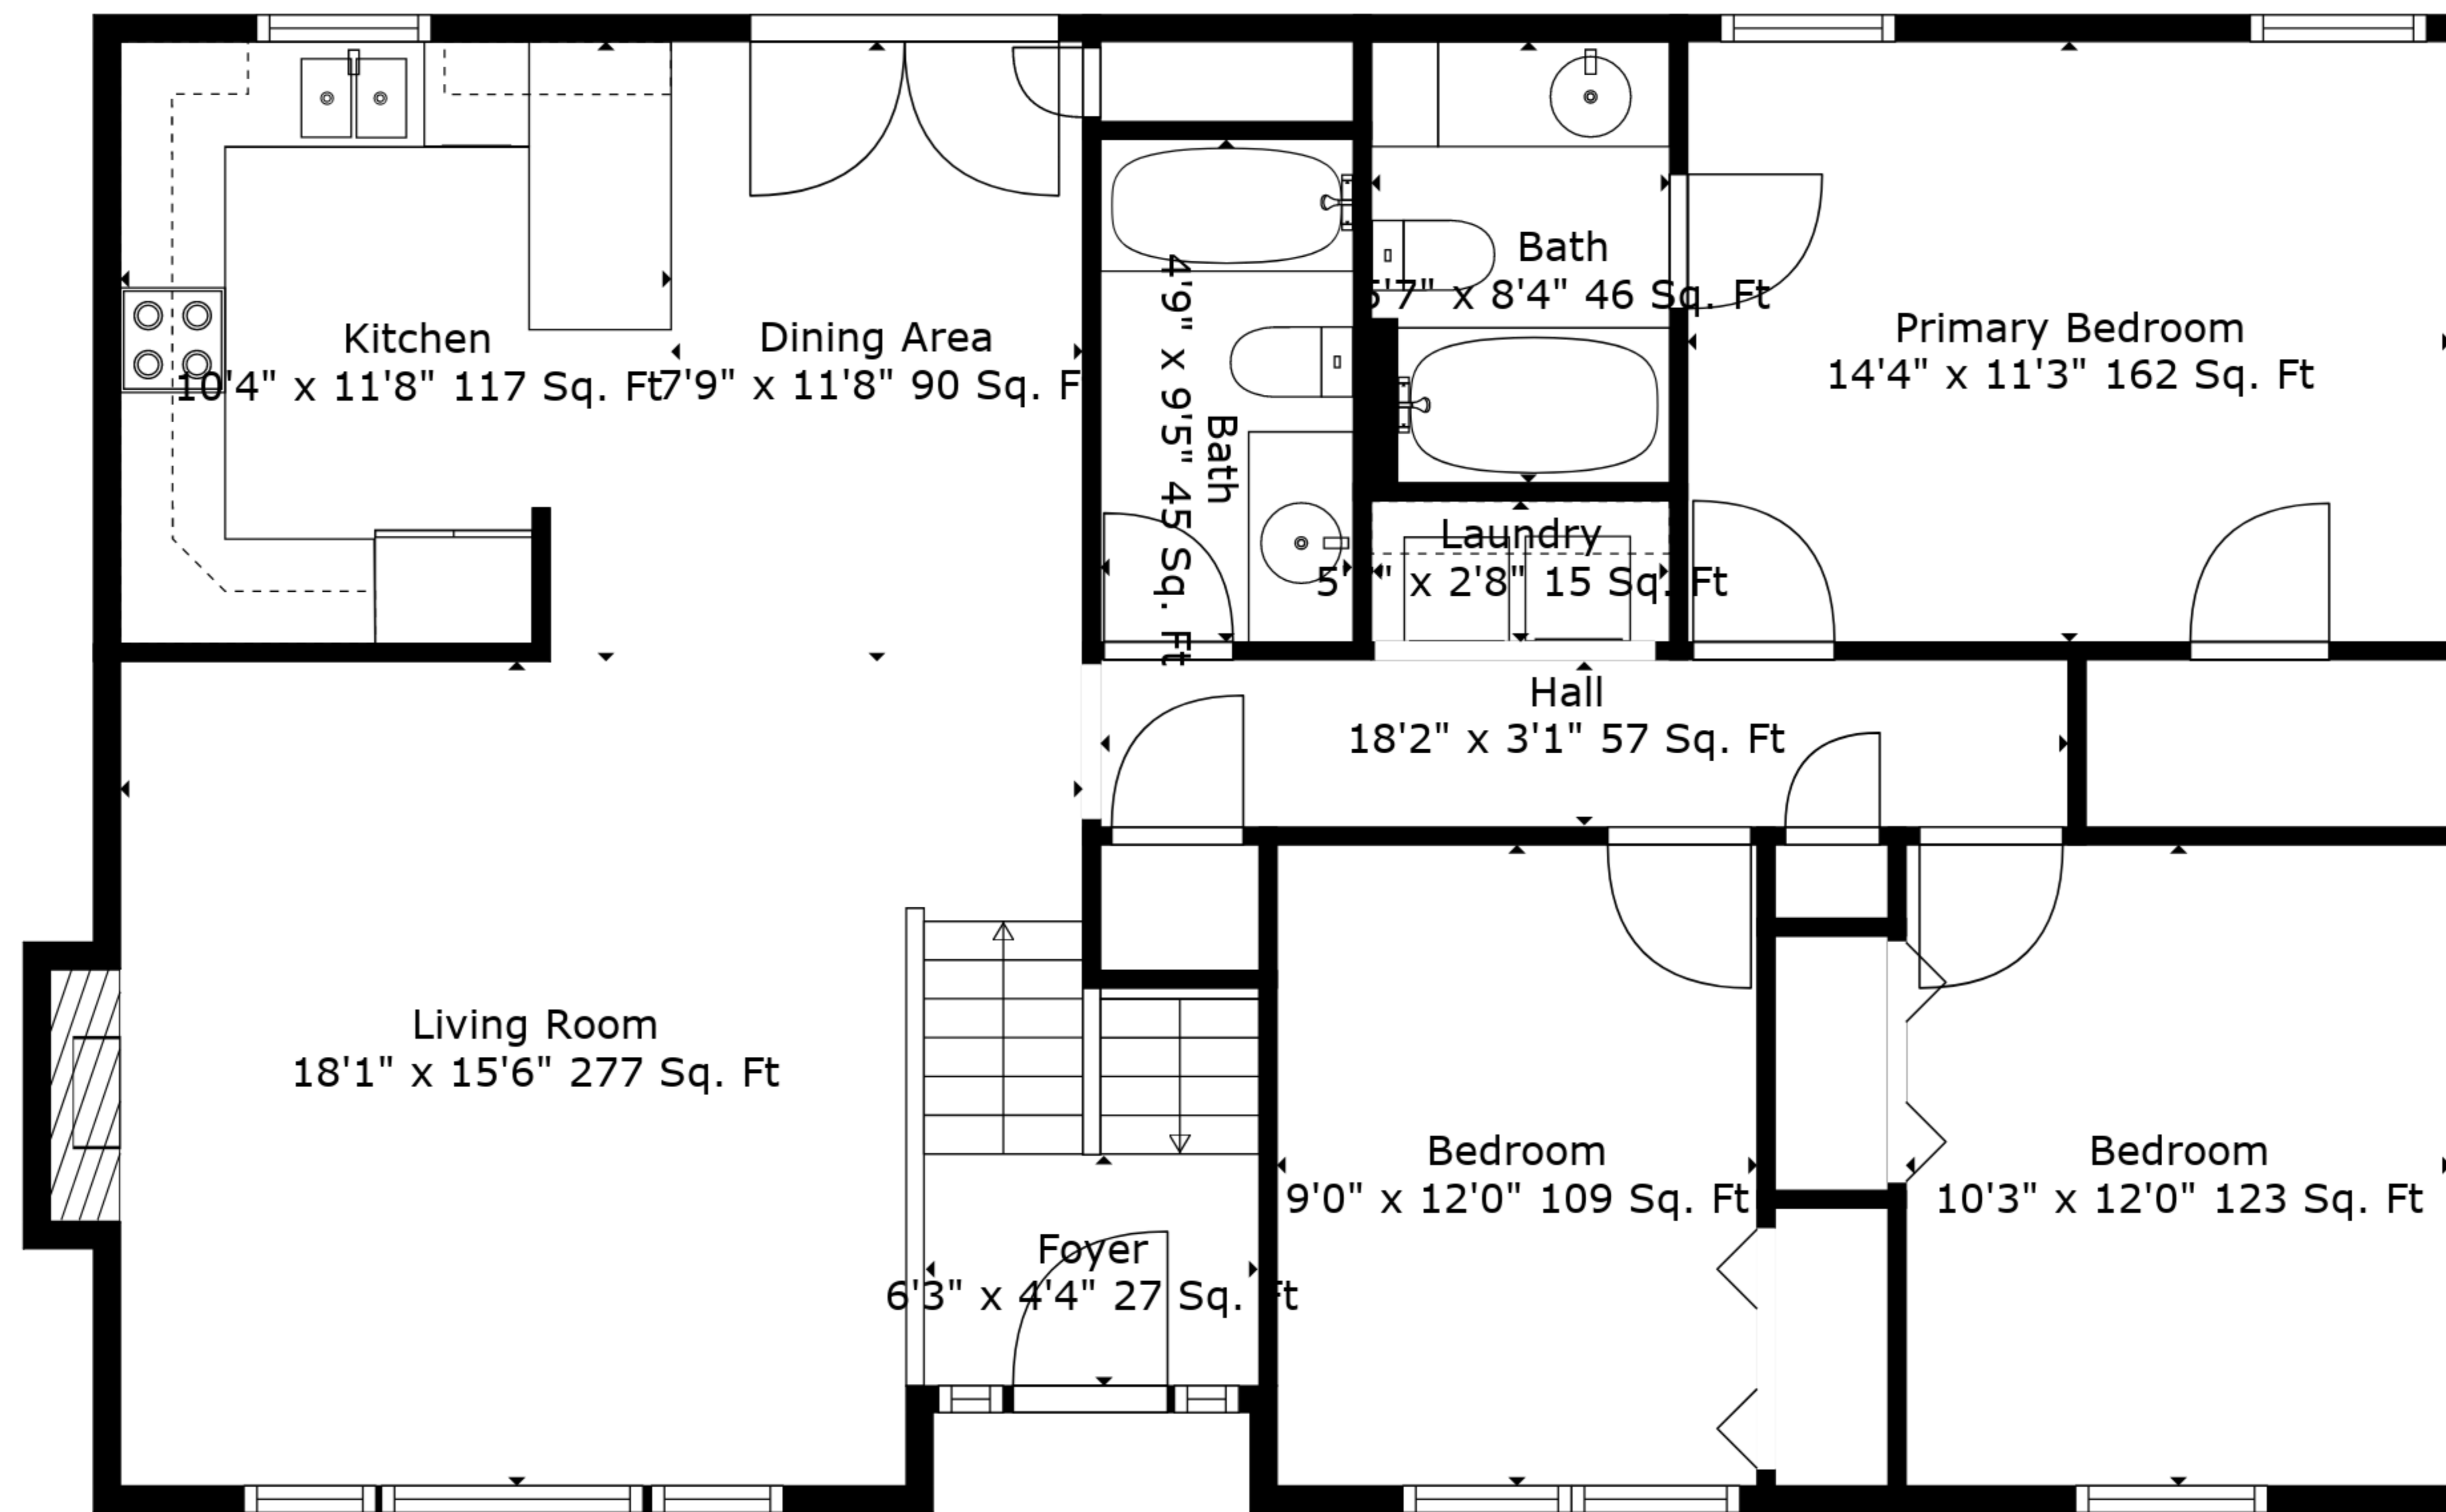 Kitchen
10'4" x 11'8" 117 Sq. Ft
Dining Area
7'9" x 11'8" 90 Sq. F
Bath
4'9" x 9'5" 45 Sq. Ft
Bath
5'7" x 8'4" 46 Sq. Ft
Primary Bedroom
14'4" x 11'3" 162 Sq. Ft
Laundry
x 2'8" 15 Sq. Ft
Hall
18'2" x 3'1" 57 Sq. Ft
Living Room
18'1" x 15'6" 277 Sq. Ft
Foyer
6'3" x 4'4" 27 Sq. Ft
Bedroom
9'0" x 12'0" 109 Sq. Ft
Bedroom
10'3" x 12'0" 123 Sq. Ft